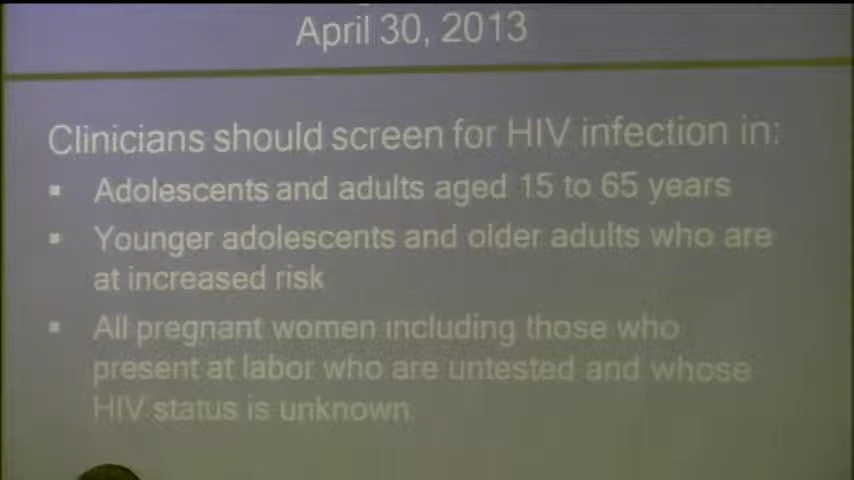 April 30, 2013
Clinicians should screen for HIV infection in:
▪ Adolescents and adults aged 15 to 65 years
▪ Younger adolescents and older adults who are
at increased risk
▪ All pregnant women including those who
present at labor who are untested and whose
HIV status is unknown